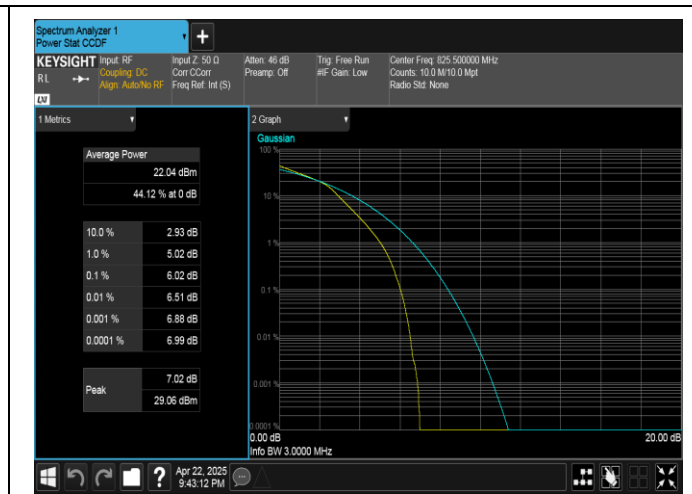 Spectrum Analyzer 1
Power Stat CCDF
+
KEYSIGHT
RL
LXI
Input: RF
Coupling: DC
Align: Auto/No RF
Input Z: 50 Ω
Corr CCorr
Freq Ref: Int (S)
Atten: 46 dB
Preamp: Off
Trig: Free Run
#IF Gain: Low
Center Freq: 825.500000 MHz
Counts: 10.0 M/10.0 Mpt
Radio Std: None
1 Metrics
Average Power
22.04 dBm
44.12 % at 0 dB
10.0 % 2.93 dB
1.0 % 5.02 dB
0.1 % 6.02 dB
0.01 % 6.51 dB
0.001 % 6.88 dB
0.0001 % 6.99 dB
Peak
7.02 dB
29.06 dBm
2 Graph
Gaussian
100 %
10 %
1 %
0.1 %
0.01 %
0.001 %
0.0001 %
0.00 dB 20.00 dB
Info BW 3.0000 MHz
?
Apr 22, 2025
9:43:12 PM